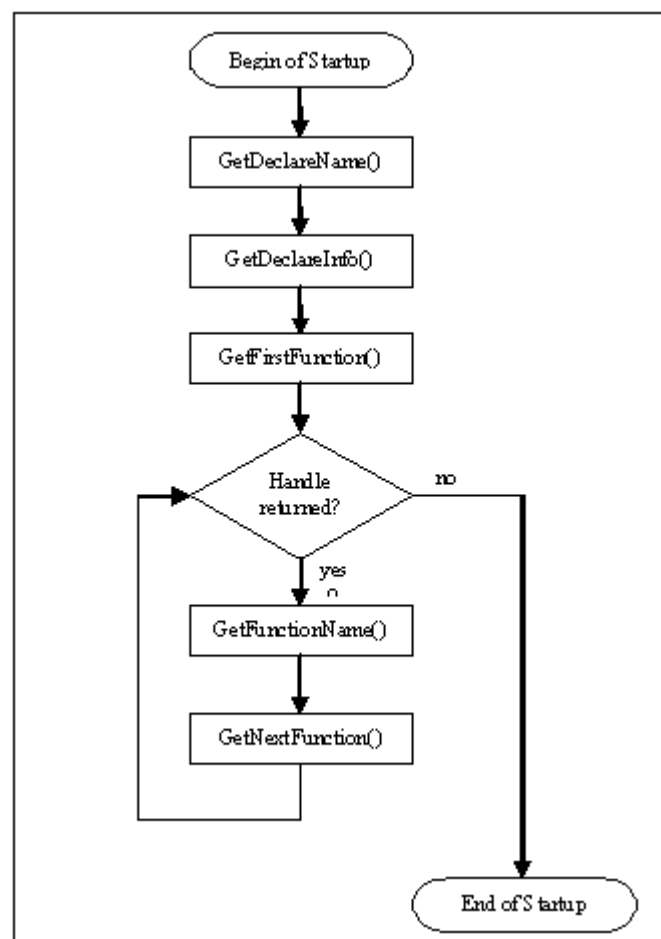 Begin of Startup
GetDeclareName()
GetDeclareInfo()
GetFirstFunction()
Handle
returned?
no
yes
GetFunctionName()
GetNextFunction()
End of Startup